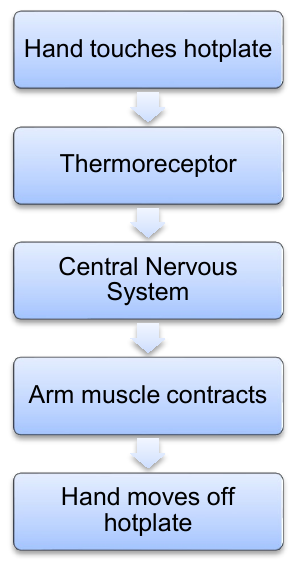 Hand touches hotplate
Thermoreceptor
Central Nervous
System
Arm muscle contracts
Hand moves off
hotplate